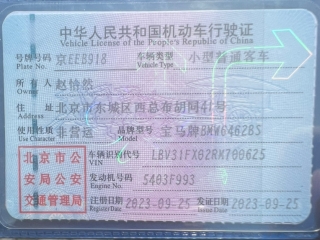 中华人民共和国机动车行驶证
Vehicle License of the People's Republic of China
号牌号码 京EE8918 车辆类型 小型普通客车
Plate No. Vehicle Type
所有人 赵怡然
Owner
住址 北京市东城区西总布胡同41号
Address
使用性质 非营运 品牌型号 宝马牌BMW6462BS
Use Character Model
北京市公安局公安交通管理局
车辆识别代号 LBV31FX02RK700625
VIN
发动机号码 S403F993
Engine No.
注册日期 2023-09-25 发证日期 2023-09-25
Register Date Issue Date